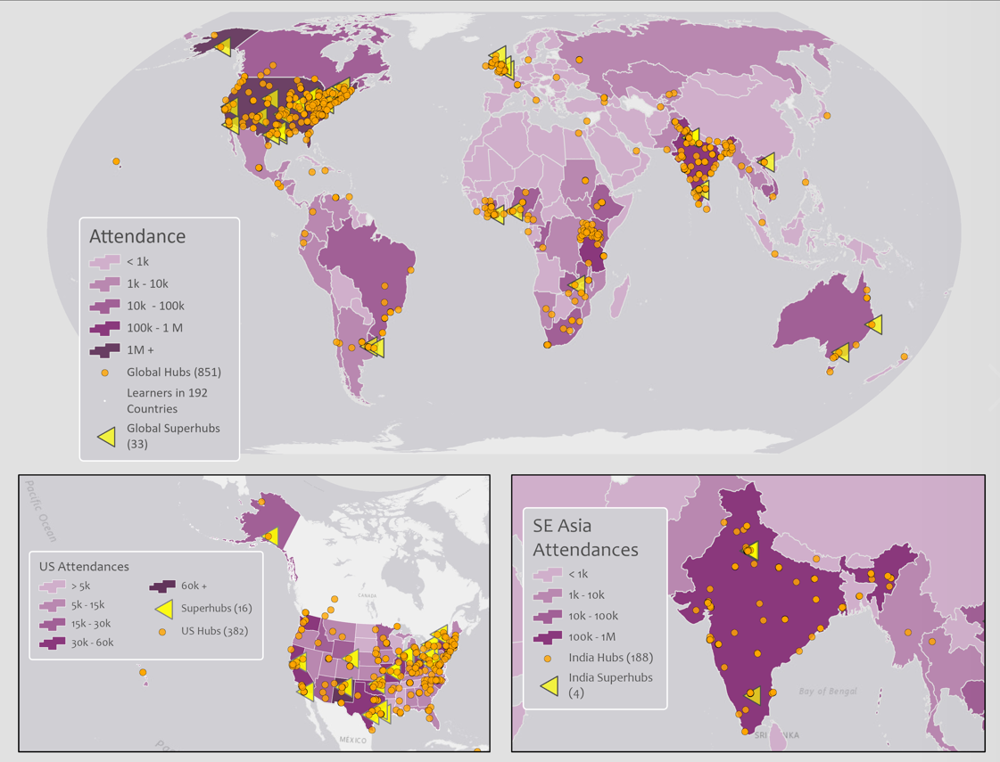 Attendance
< 1k
1k - 10k
10k - 100k
100k - 1 M
1M +
Global Hubs (851)
Learners in 192
Countries
Global Superhubs
(33)
Pacific Ocean
US Attendances
> 5k
5k - 15k
15k - 30k
30k - 60k
60k +
Superhubs (16)
US Hubs (382)
CANADA
MÉXICO
SE Asia
Attendances
< 1k
1k - 10k
10k - 100k
100k - 1M
India Hubs (188)
India Superhubs
(4)
Bay of Bengal